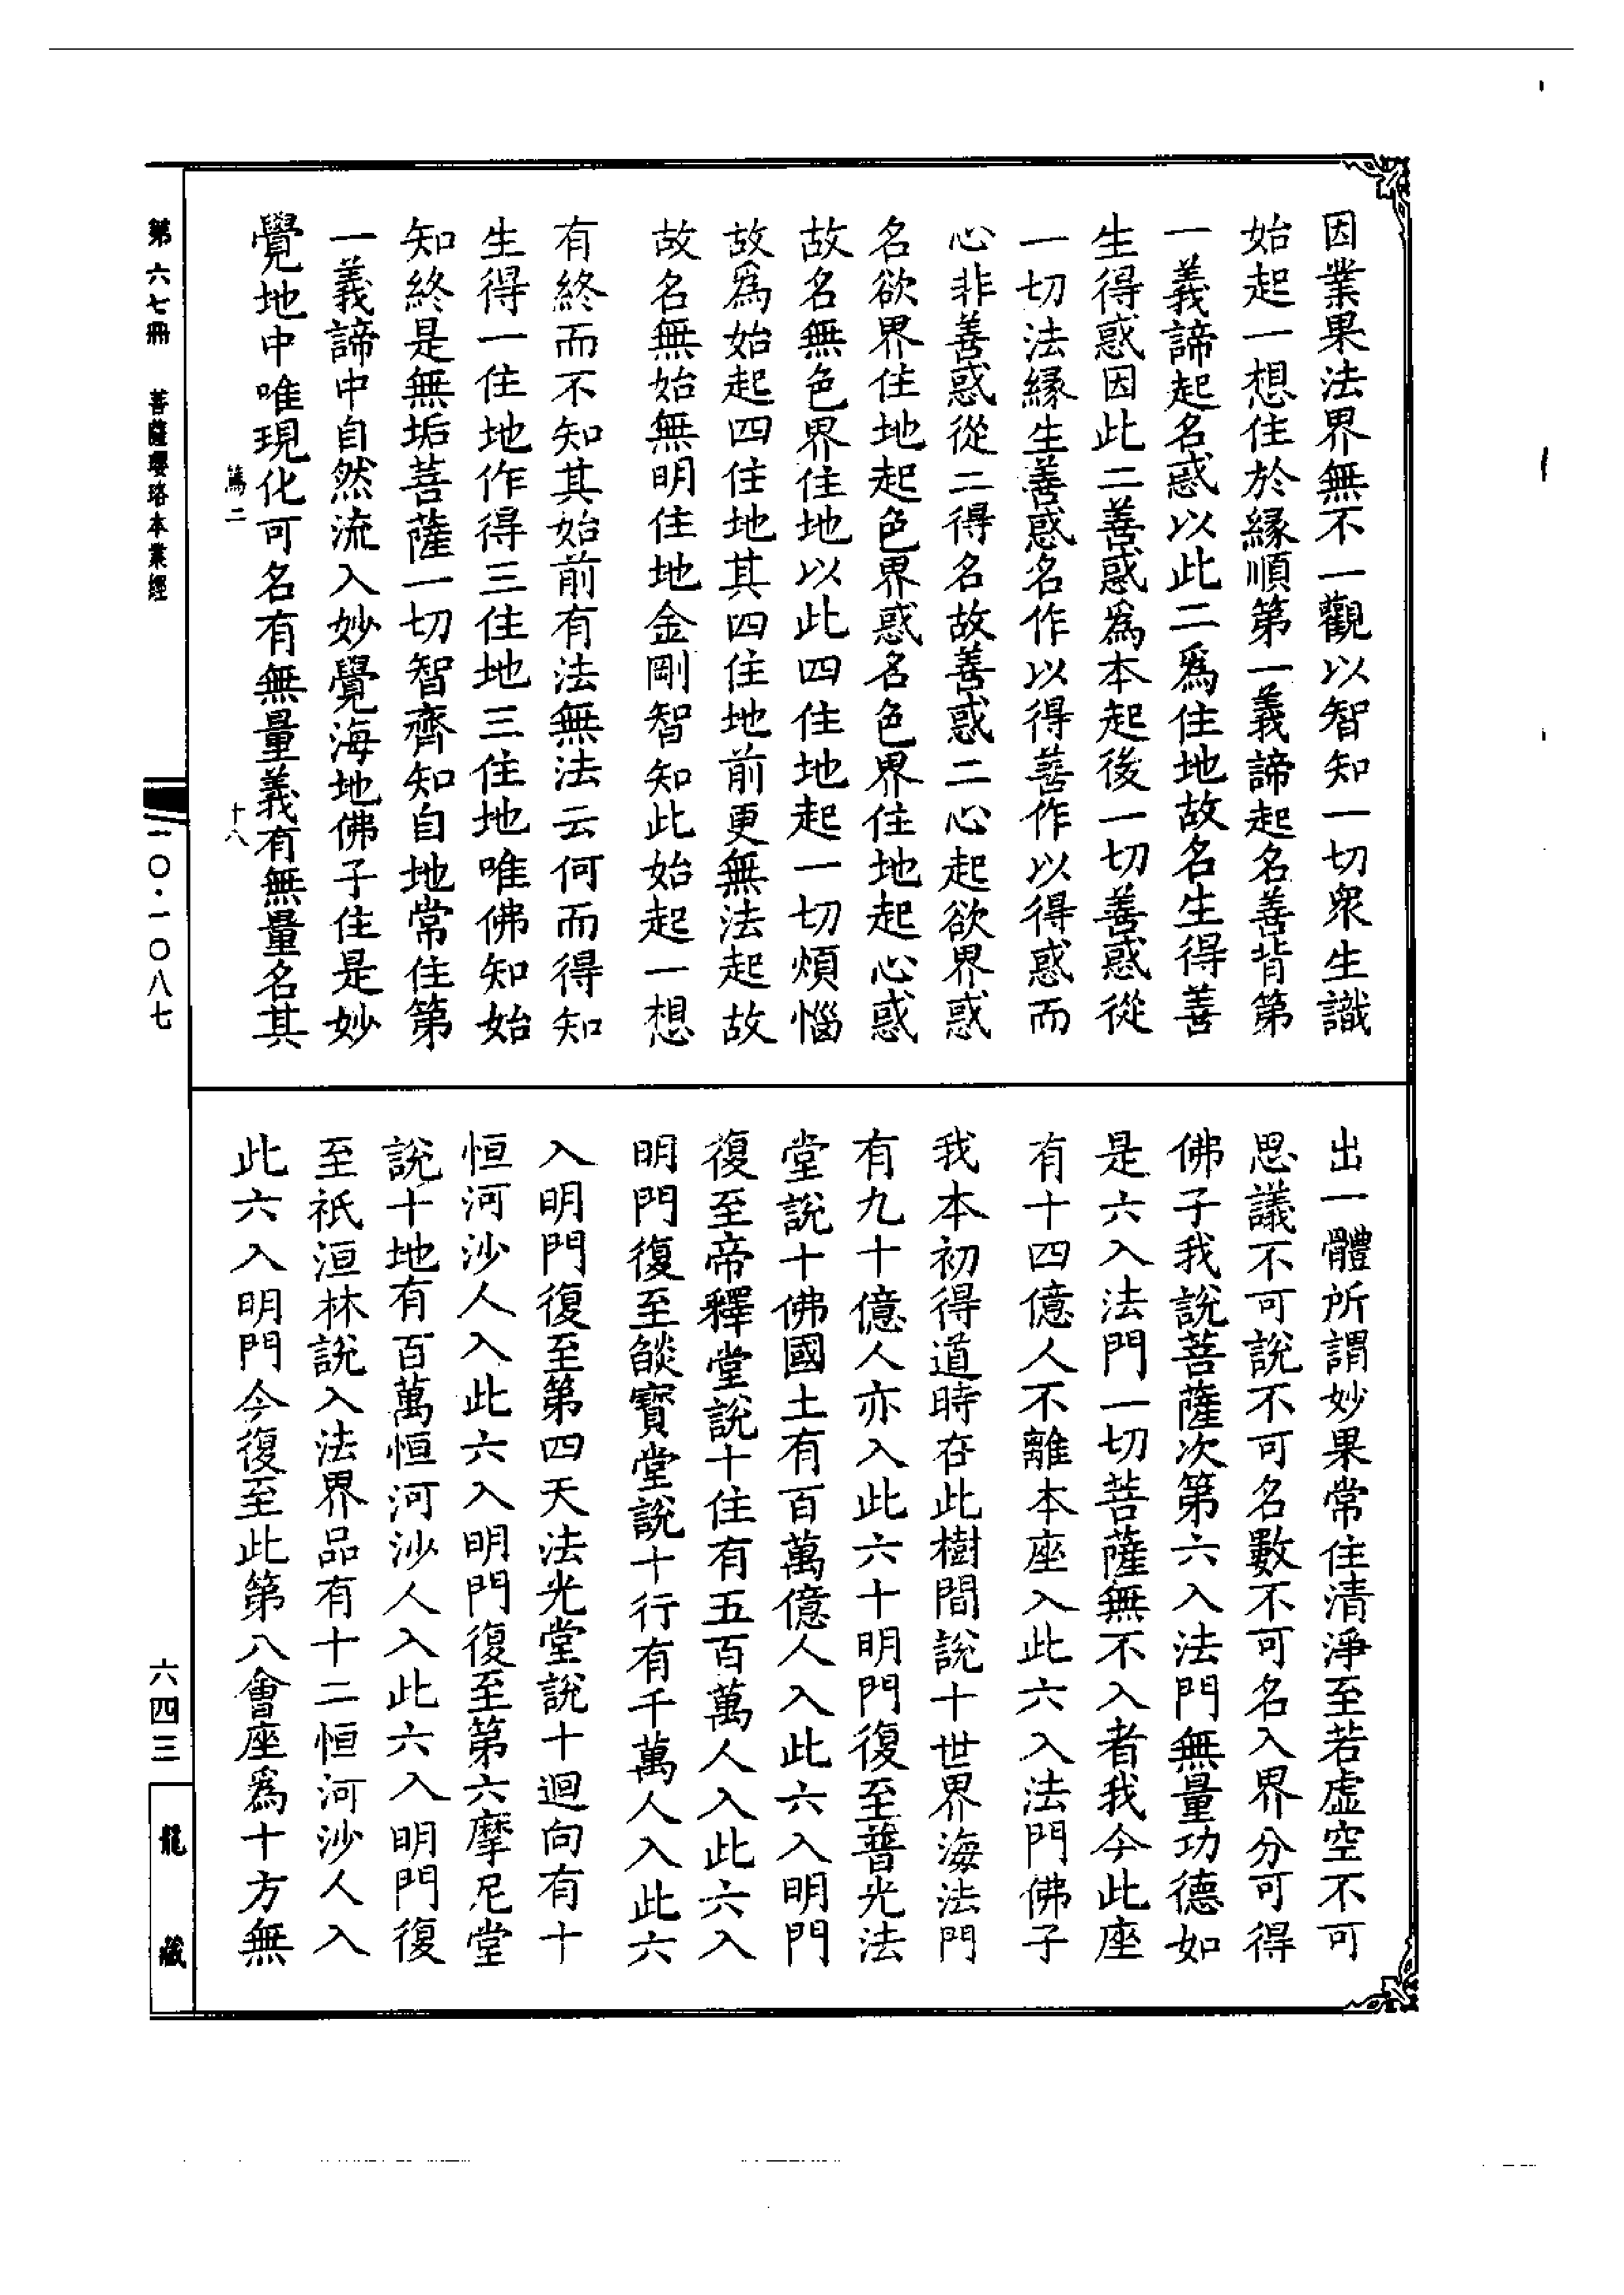 因業果法界無不一觀以智知一切衆生識
始起一想住於緣順第一義諦起名善背第
一義諦起名惑以此二爲住地故名生得善
生得惑因此二善惑爲本起後一切善惑從
一切法緣生善惑名作以得善作以得惑而
心非善惑從二得名故善惑二心起欲界惑
名欲界住地起色界惑名色界住地起心惑
故名無色界住地以此四住地起一切煩惱
故爲始起四住地其四住地前更無法起故
故名無始無明住地金剛智知此始起一想
有終而不知其始前有法無法云何而得知
生得一住地作得三住地三住地唯佛知始
知終是無垢菩薩一切智齊知自地常住第
一義諦中自然流入妙覺海地佛子住是妙
覺地中唯現化可名有無量義有無量名其
篤二 十八
出一體所謂妙果常住清淨至若虛空不可
思議不可說不可名數不可名入界分可得
佛子我說菩薩次第六入法門無量功德如
是六入法門一切菩薩無不入者我今此座
有十四億人不離本座入此六入法門佛子
我本初得道時在此樹間說十世界海法門
有九十億人亦入此六十明門復至普光法
堂說十佛國土有百萬億人入此六入明門
復至帝釋堂說十住有五百萬人入此六入
明門復至燄寶堂說十行有千萬人入此六
入明門復至第四天法光堂說十迴向有十
恒河沙人入此六入明門復至第六摩尼堂
說十地有百萬恒河沙人入此六入明門復
至祇洹林說入法界品有十二恒河沙人入
此六入明門今復至此第八會座爲十方無
第六七冊 菩薩瓔珞本業經
一〇·一〇八七
六四三
龍藏